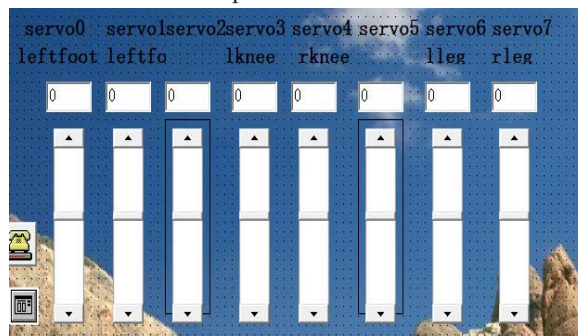 servo0 servo1servo2servo3 servo4 servo5 servo6 servo7
leftfoot leftfo lknee rknee lleg rleg
0 0 0 0 0 0 0 0